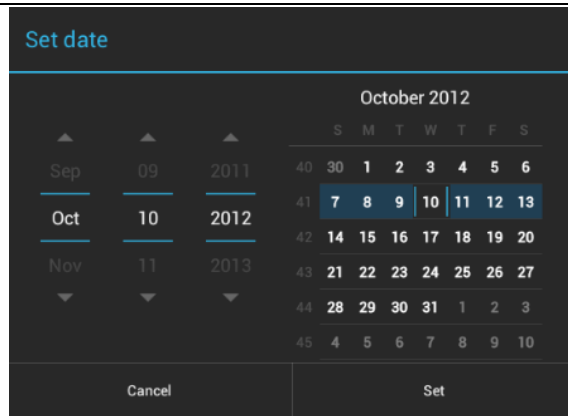 Set date
October 2012
S M T W T F S
Sep 09 2011
40 30 1 2 3 4 5 6
41 7 8 9 10 11 12 13
Oct 10 2012
42 14 15 16 17 18 19 20
Nov 11 2013
43 21 22 23 24 25 26 27
44 28 29 30 31 1 2 3
45 4 5 6 7 8 9 10
Cancel Set